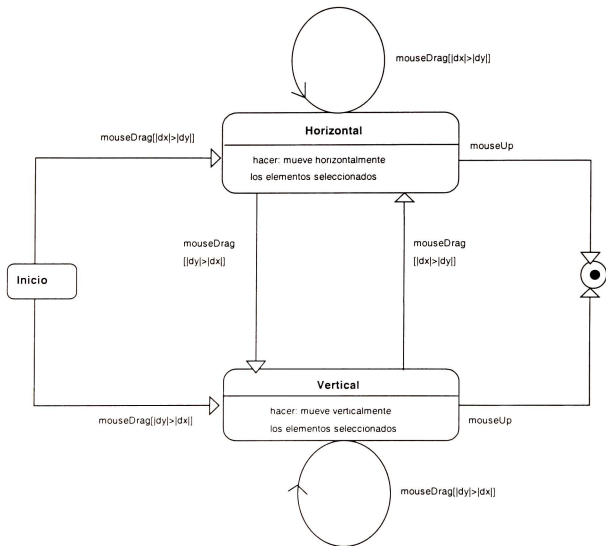 mouseDrag[|dx|>|dy|]
mouseDrag[|dx|>|dy|]
Horizontal
mouseUp
hacer: mueve horizontalmente
los elementos seleccionados
mouseDrag
[|dy|>|dx|]
mouseDrag
[|dx|>|dy|]
Inicio
Vertical
mouseDrag[|dy|>|dx|]
hacer: mueve verticalmente
los elementos seleccionados
mouseUp
mouseDrag[|dy|>|dx|]